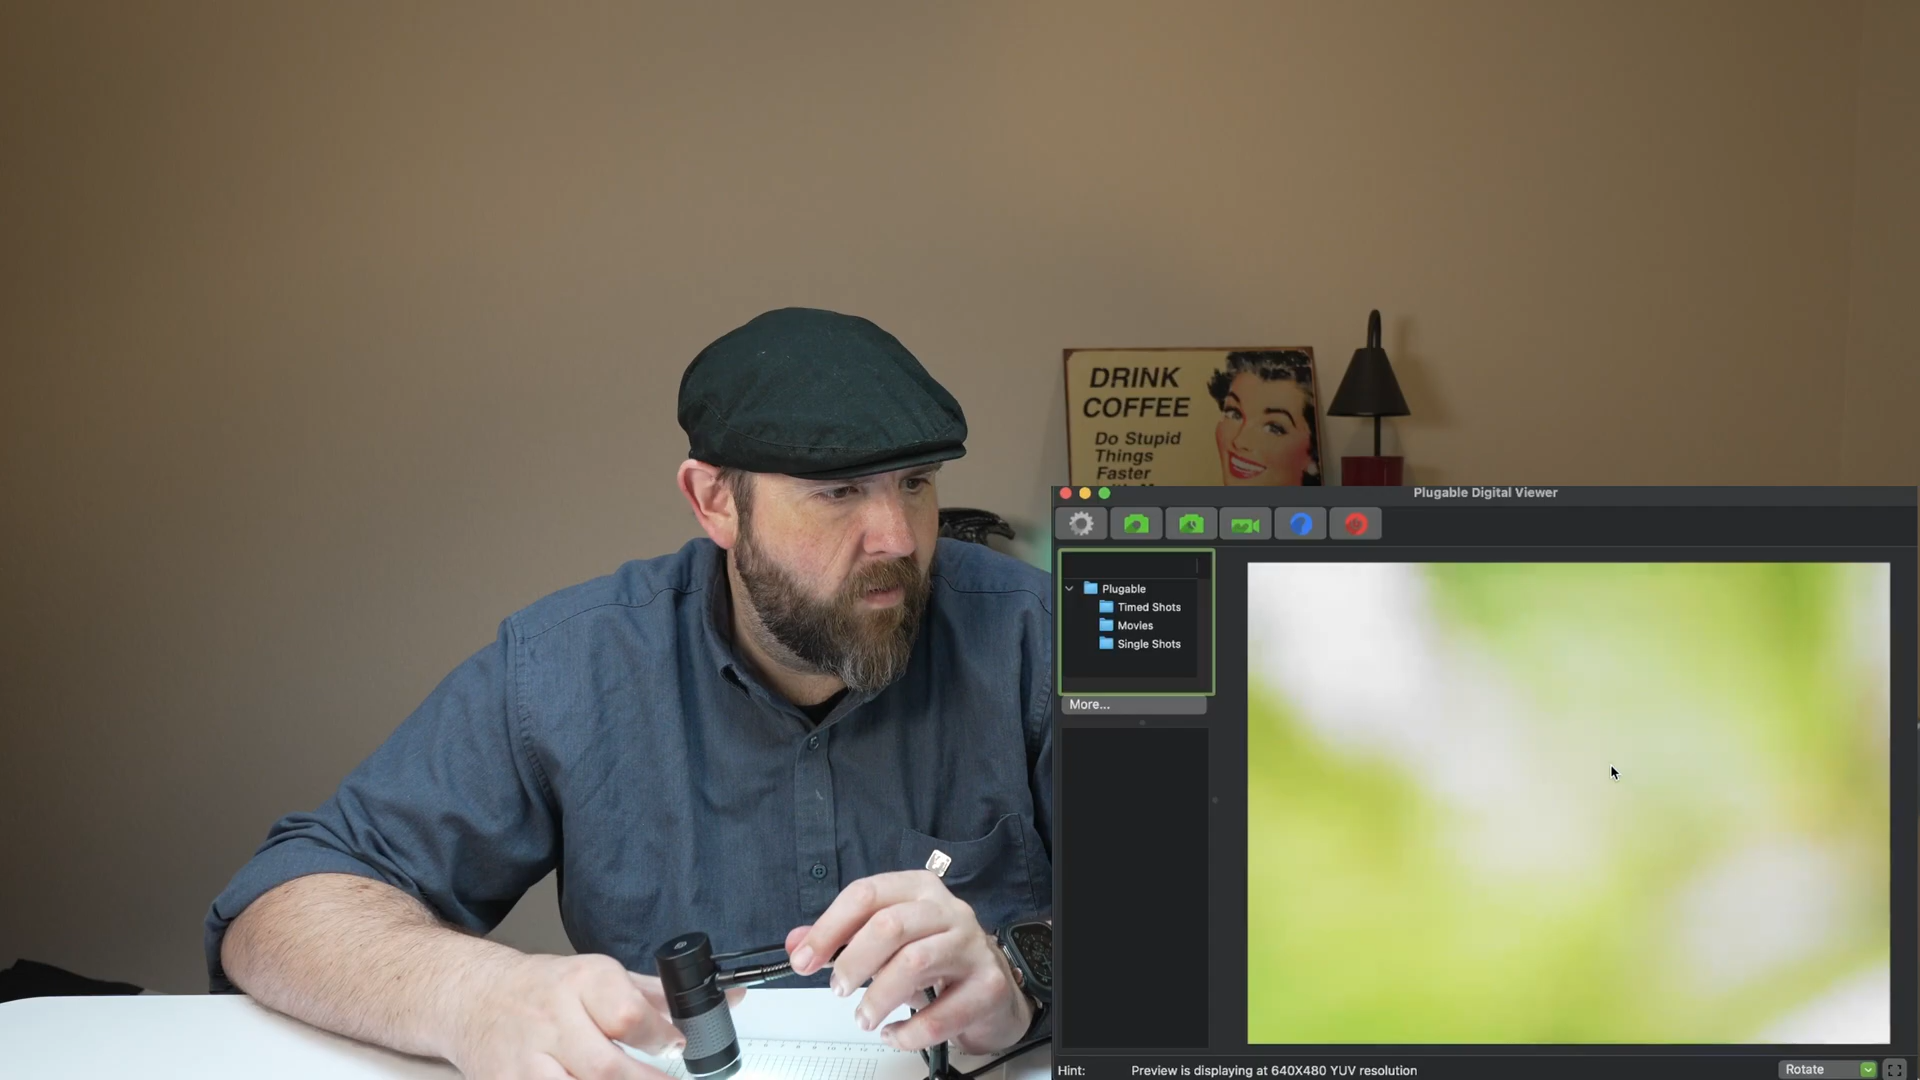 DRINK
COFFEE
Do Stupid
Things
Faster
Plugable Digital Viewer
Plugable
Timed Shots
Movies
Single Shots
More...
Hint: Preview is displaying at 640X480 YUV resolution
Rotate